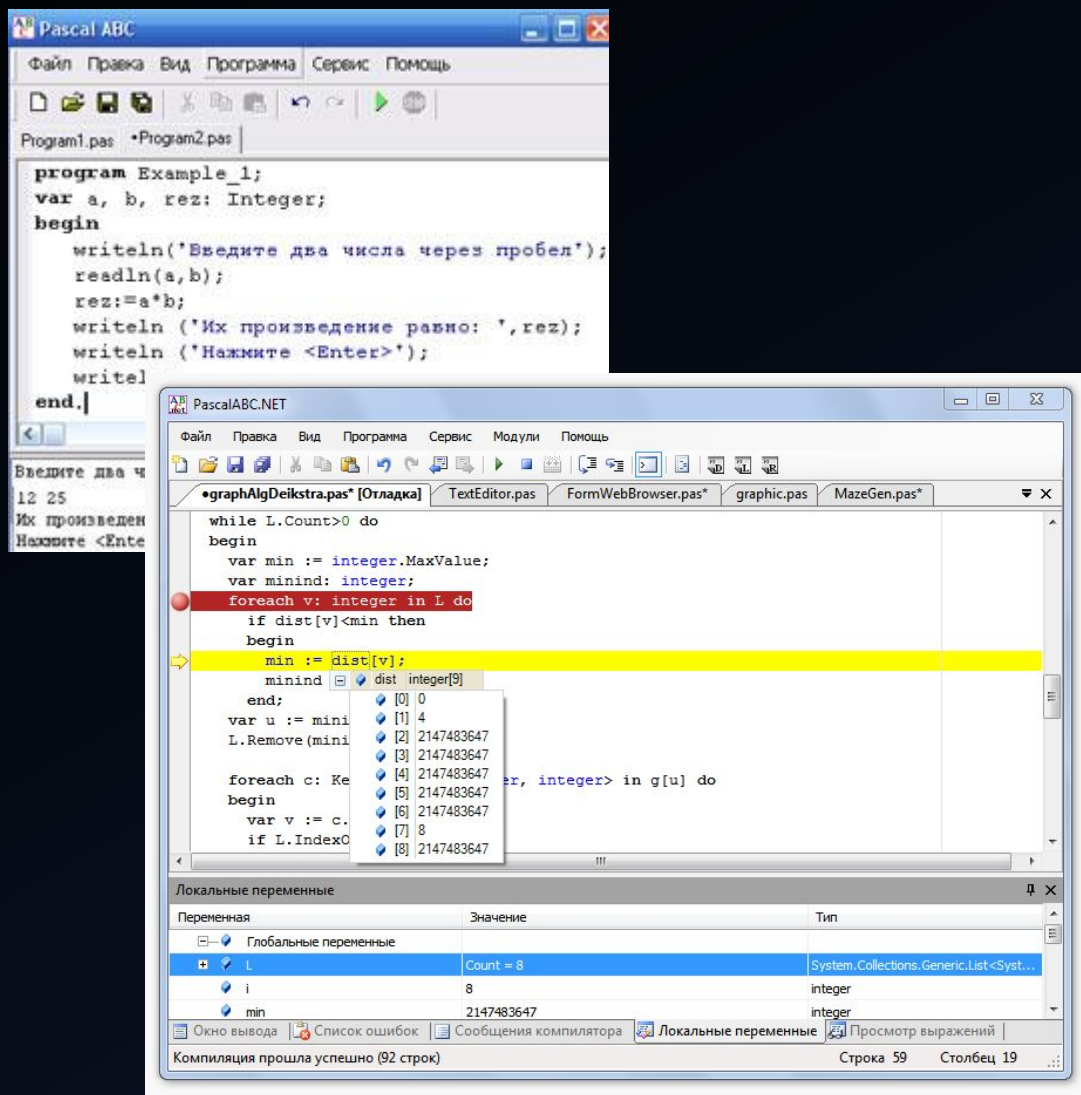 Pascal ABC
Файл Правка Вид Программа Сервис Помощь
Program1.pas •Program2.pas
program Example_1;
var a, b, rez: Integer;
begin
writeln('Введите два числа через пробел');
readln(a,b);
rez:=a*b;
writeln ('Их произведение равно: ',rez);
writeln ('Нажмите <Enter>');
writel
end.
Введите два ч
12 25
Их произведен
Нажмите <Ente
PascalABC.NET
Файл Правка Вид Программа Сервис Модули Помощь
•graphAlgDeikstra.pas* [Отладка] TextEditor.pas FormWebBrowser.pas* graphic.pas MazeGen.pas*
while L.Count>0 do
begin
var min := integer.MaxValue;
var minind: integer;
foreach v: integer in L do
if dist[v]<min then
begin
min := dist[v];
minind dist integer[9]
end; [0] 0
[1] 4
var u := mini [2] 2147483647
L.Remove(mini [3] 2147483647
[4] 2147483647
foreach c: Ke er, integer> in g[u] do
[5] 2147483647
begin
[6] 2147483647
var v := c. [7] 8
if L.IndexO [8] 2147483647
Локальные переменные
Переменная Значение Тип
Глобальные переменные
L Count = 8 System.Collections.Generic.List<Syst...
i 8 integer
min 2147483647 integer
Окно вывода Список ошибок Сообщения компилятора Локальные переменные Просмотр выражений
Компиляция прошла успешно (92 строк) Строка 59 Столбец 19